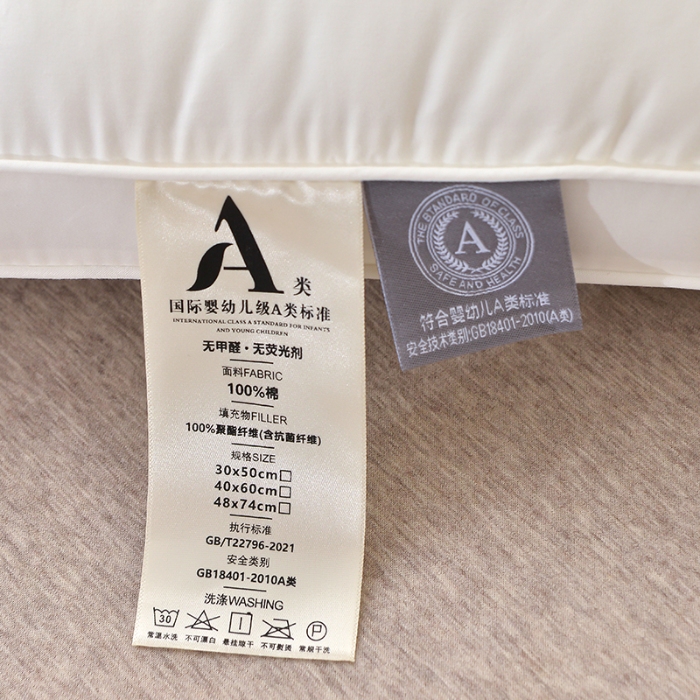 A类
国际婴幼儿级A类标准
INTERNATIONAL CLASS A STANDARD FOR INFANTS
AND YOUNG CHILDREN
无甲醛·无荧光剂
面料FABRIC
100%棉
填充物FILLER
100%聚酯纤维(含抗菌纤维)
规格SIZE
30x50cm□
40x60cm□
48x74cm□
执行标准
GB/T22796-2021
安全类别
GB18401-2010A类
洗涤WASHING
30
常温水洗 不可漂白 悬挂晾干 不可熨烫 常规干洗
P
THE STANDARD OF CLASS
A
SAFE AND HEALTH
符合婴幼儿A类标准
安全技术类别:GB18401-2010(A类)